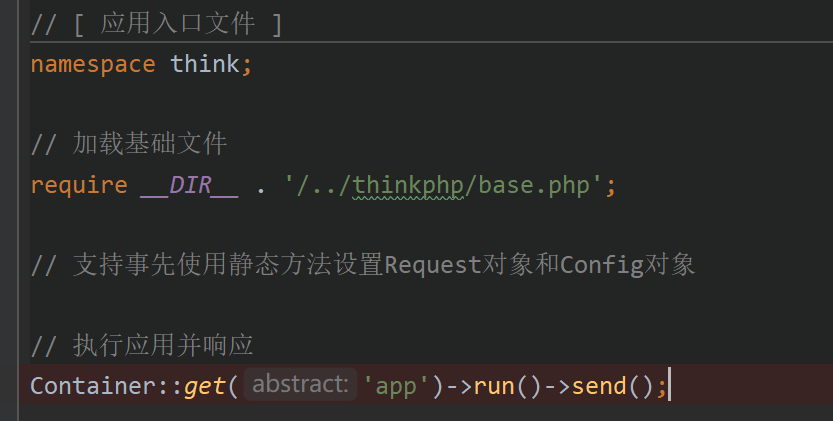 // [ 应用入口文件 ]
namespace think;
// 加载基础文件
require __DIR__ . '/../thinkphp/base.php';
// 支持事先使用静态方法设置Request对象和Config对象
// 执行应用并响应
Container::get( abstract: 'app')->run()->send();